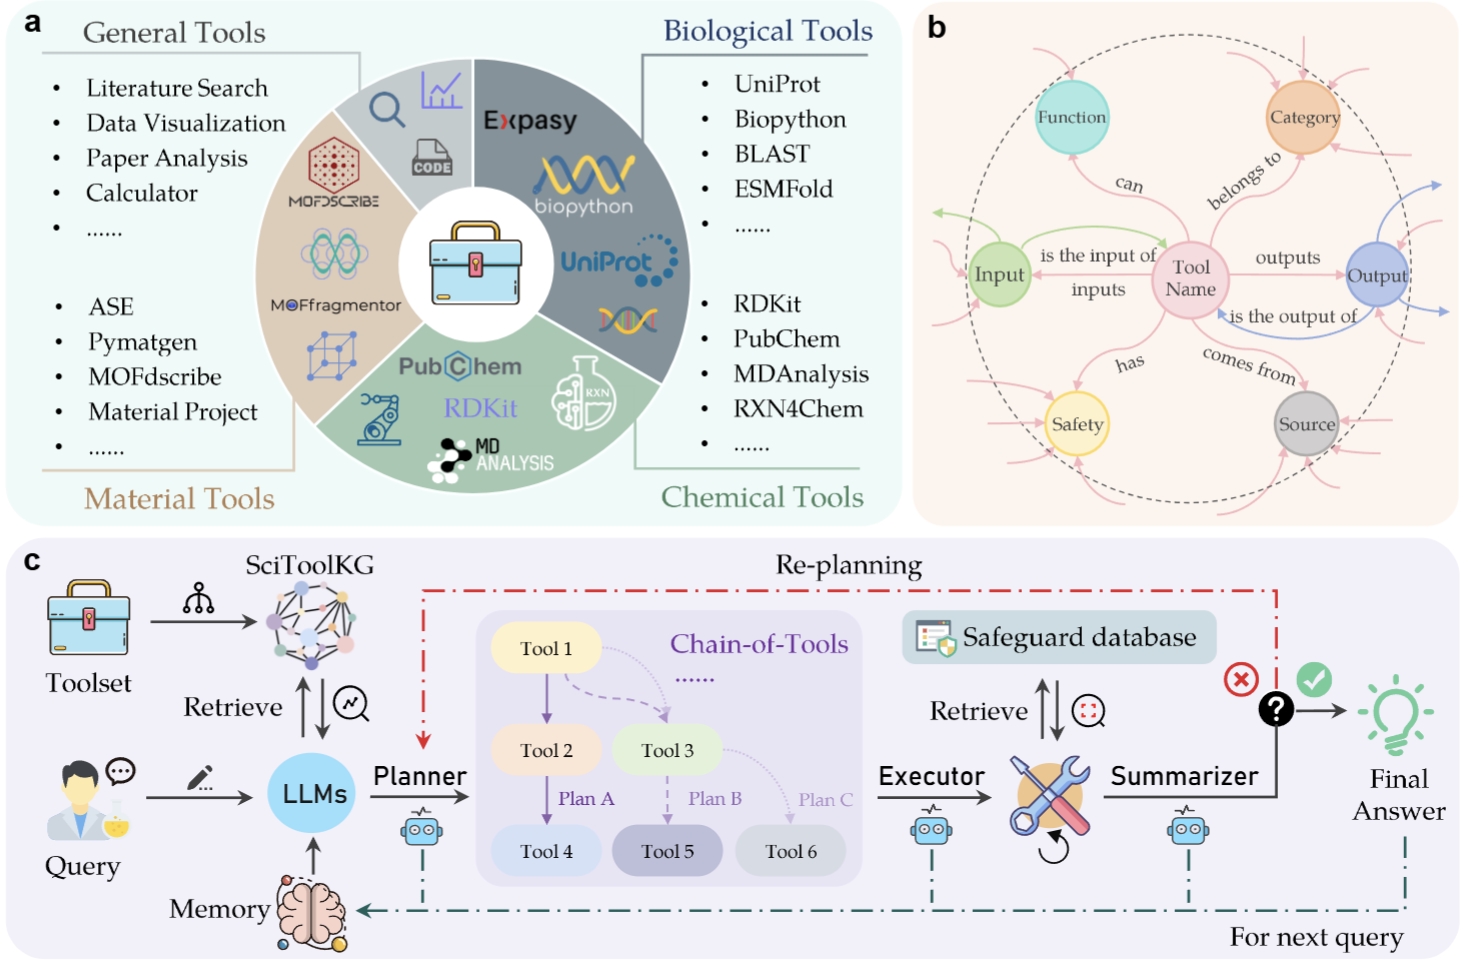 a
General Tools
• Literature Search
• Data Visualization
• Paper Analysis
• Calculator
• ......
• ASE
• Pymatgen
• MOFdscribe
• Material Project
• ......
Material Tools
CODE
MOFDSCRIBE
MOFfragmentor
Expasy
biopython
UniProt
PubChem
RDKit
RXN
MD
ANALYSIS
Biological Tools
• UniProt
• Biopython
• BLAST
• ESMFold
• ......
• RDKit
• PubChem
• MDAnalysis
• RXN4Chem
• ......
Chemical Tools
b
Function
Category
can
belongs to
Input
is the input of
inputs
Tool
Name
outputs
Output
is the output of
has
comes from
Safety
Source
c
SciToolKG
Re-planning
Toolset
Retrieve
Query
LLMs
Memory
Planner
Chain-of-Tools
......
Tool 1
Tool 2
Tool 3
Plan A
Plan B
Plan C
Tool 4
Tool 5
Tool 6
Safeguard database
Retrieve
Executor
Summarizer
?
Final
Answer
For next query